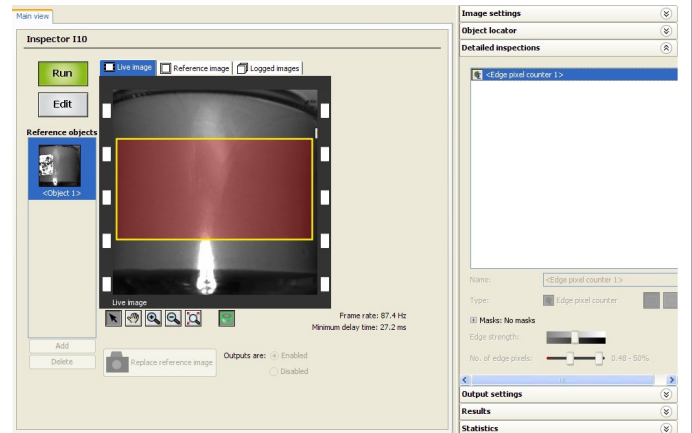 Main view
Inspector I10
Run
Edit
Reference objects
<Object 1>
Add
Delete
Live image
Reference image
Logged images
Live image
Frame rate: 87.4 Hz
Minimum delay time: 27.2 ms
Replace reference image
Outputs are:
Enabled
Disabled
Image settings
Object locator
Detailed inspections
<Edge pixel counter 1>
Name: <Edge pixel counter 1>
Type: Edge pixel counter
Masks: No masks
Edge strength:
No. of edge pixels: 0.48 - 50%
Output settings
Results
Statistics